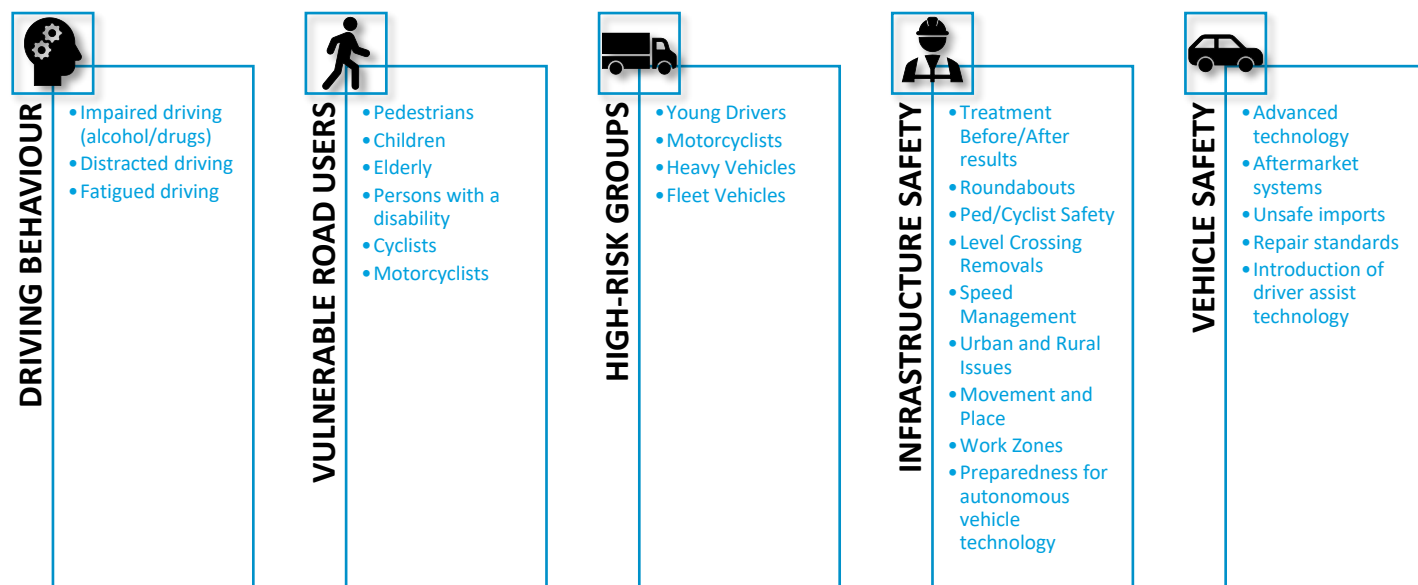 DRIVING BEHAVIOUR
•Impaired driving
(alcohol/drugs)
•Distracted driving
•Fatigued driving
VULNERABLE ROAD USERS
•Pedestrians
•Children
•Elderly
•Persons with a
disability
•Cyclists
•Motorcyclists
HIGH-RISK GROUPS
•Young Drivers
•Motorcyclists
•Heavy Vehicles
•Fleet Vehicles
INFRASTRUCTURE SAFETY
•Treatment
Before/After
results
•Roundabouts
•Ped/Cyclist Safety
•Level Crossing
Removals
•Speed
Management
•Urban and Rural
Issues
•Movement and
Place
•Work Zones
•Preparedness for
autonomous
vehicle
technology
VEHICLE SAFETY
•Advanced
technology
•Aftermarket
systems
•Unsafe imports
•Repair standards
•Introduction of
driver assist
technology